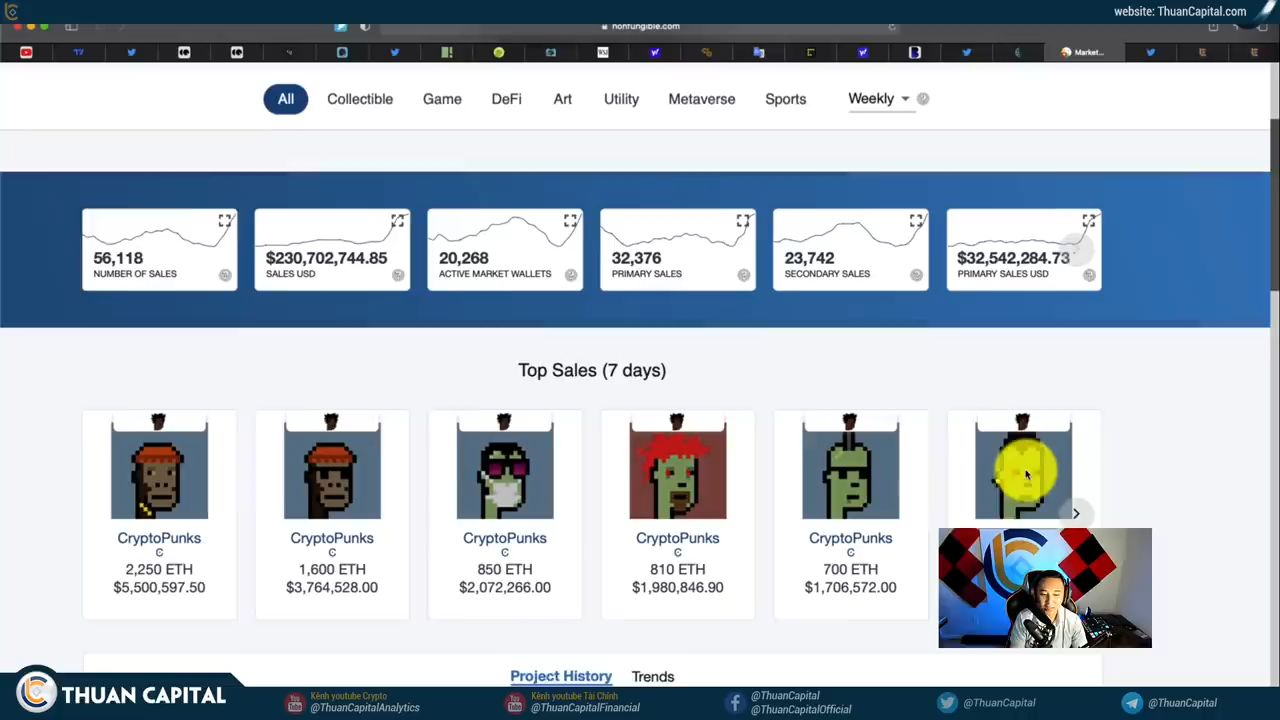 website: ThuanCapital.com
nonfungible.com
Market...
All
Collectible
Game
DeFi
Art
Utility
Metaverse
Sports
Weekly
56,118
NUMBER OF SALES
$230,702,744.85
SALES USD
20,268
ACTIVE MARKET WALLETS
32,376
PRIMARY SALES
23,742
SECONDARY SALES
$32,542,284.73
PRIMARY SALES USD
Top Sales (7 days)
CryptoPunks
2,250 ETH
$5,500,597.50
CryptoPunks
1,600 ETH
$3,764,528.00
CryptoPunks
850 ETH
$2,072,266.00
CryptoPunks
810 ETH
$1,980,846.90
CryptoPunks
700 ETH
$1,706,572.00
Project History
Trends
THUAN CAPITAL
Kênh youtube Crypto
@ThuanCapitalAnalytics
Kênh youtube Tài Chính
@ThuanCapitalFinancial
@ThuanCapital
@ThuanCapitalOfficial
@ThuanCapital
@ThuanCapital